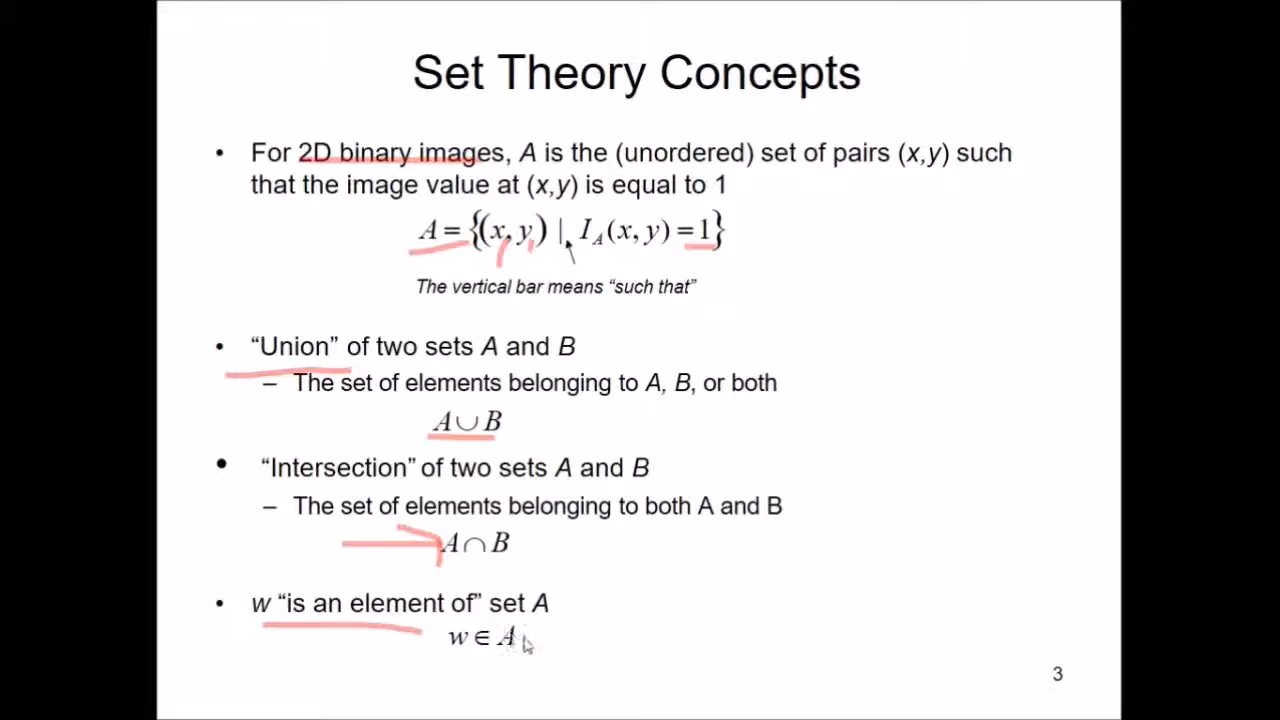 Set Theory Concepts
• For 2D binary images, A is the (unordered) set of pairs (x,y) such
that the image value at (x,y) is equal to 1
A = {(x, y) | I_A(x, y) = 1}
The vertical bar means “such that”
• “Union” of two sets A and B
– The set of elements belonging to A, B, or both
A ∪ B
• “Intersection” of two sets A and B
– The set of elements belonging to both A and B
A ∩ B
• w “is an element of” set A
w ∈ A
3